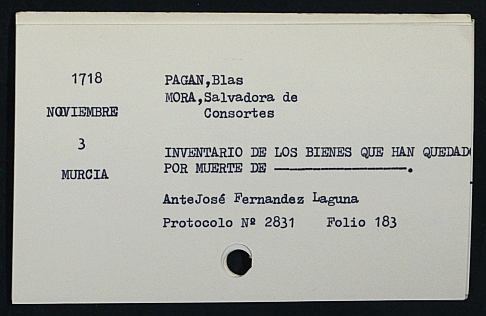 1718
NOVIEMBRE
3
MURCIA
PAGAN,Blas
MORA,Salvadora de
Consortes
INVENTARIO DE LOS BIENES QUE HAN QUEDADO
POR MUERTE DE ------------------.
AnteJosé Fernandez Laguna
Protocolo Nº 2831 Folio 183